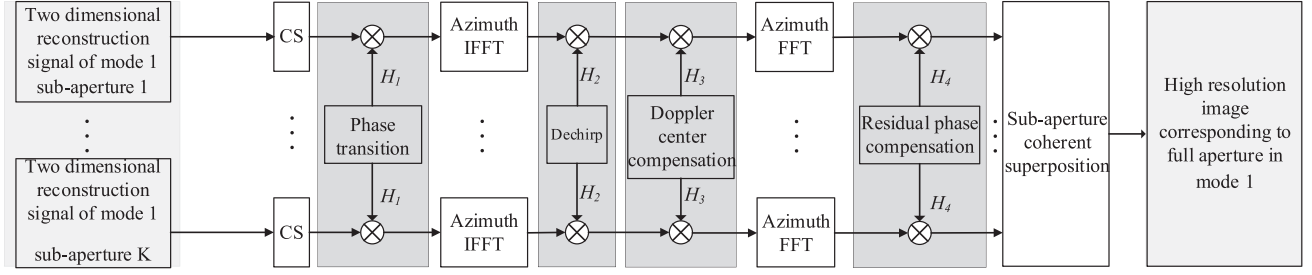 Two dimensional
reconstruction
signal of mode 1
sub-aperture 1
CS
H1
Phase
transition
H1
Azimuth
IFFT
H2
Dechirp
H2
H3
Doppler
center
compensation
H3
Azimuth
FFT
H4
Residual phase
compensation
H4
Sub-aperture
coherent
superposition
High resolution
image
corresponding to
full aperture in
mode 1
Two dimensional
reconstruction
signal of mode 1
sub-aperture K
CS
Azimuth
IFFT
Azimuth
FFT